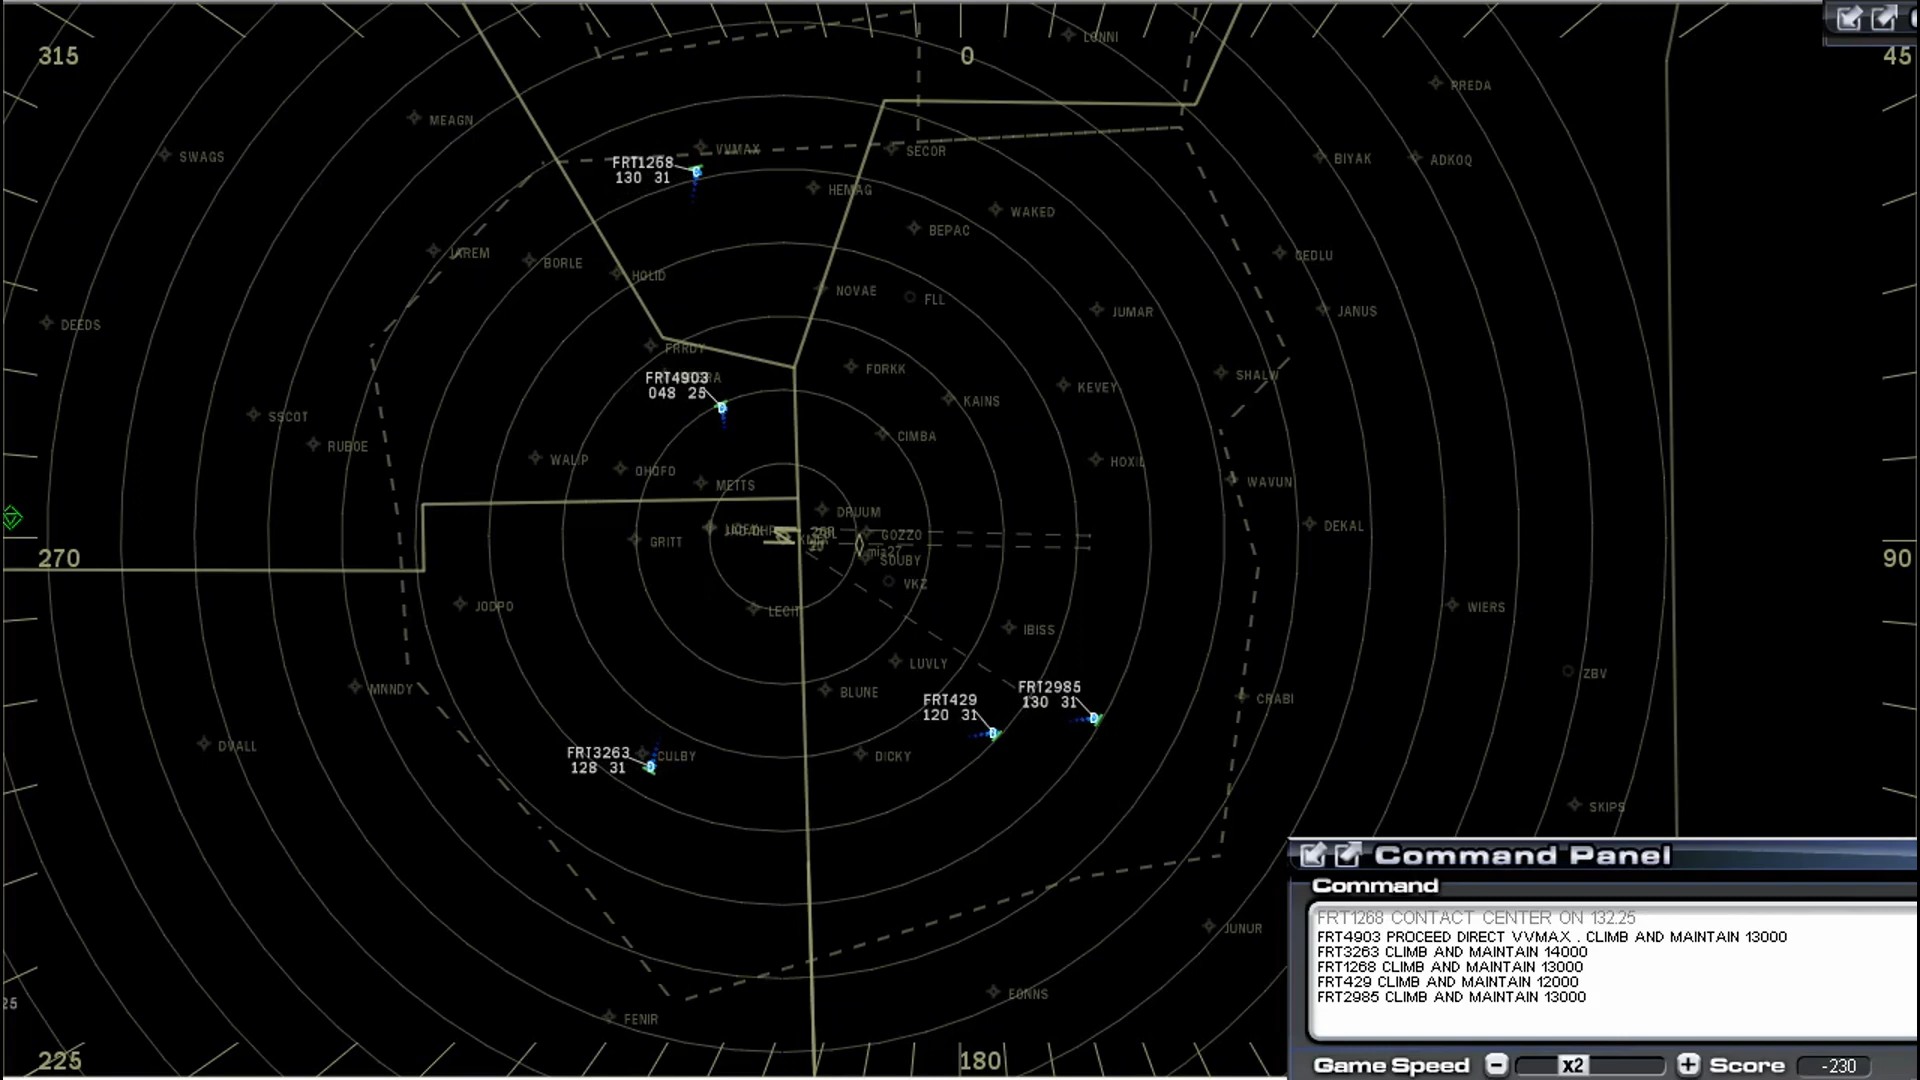 315
0
45
LONNI
PREDA
MEAGN
SWAGS
VVMAX
SECOR
BIYAK
ADKOQ
FRT1268
130 31
HEMAG
WAKED
BEPAC
JAREM
BORLE
HOLID
CEDLU
NOVAE
FLL
JUMAR
JANUS
DEEDS
FRRDY
FORKK
SHALW
FRT4903
048 25
KEVEY
KAINS
SSCOT
RUBOE
CIMBA
WALIP
OHOFO
HOXIL
METTS
WAVUN
DRUUM
DEKAL
GOZZO
GRITT
mia27
SOUBY
270
90
VKZ
JODPO
LECIT
WIERS
IBISS
LUVLY
ZBV
MNNDY
BLUNE
FRT2985
130 31
FRT429
120 31
CRABI
DVALL
FRT3263
128 31
CULBY
DICKY
SKIPS
Command Panel
Command
FRT1268 CONTACT CENTER ON 132.25
FRT4903 PROCEED DIRECT VVMAX . CLIMB AND MAINTAIN 13000
FRT3263 CLIMB AND MAINTAIN 14000
FRT1268 CLIMB AND MAINTAIN 13000
FRT429 CLIMB AND MAINTAIN 12000
FRT2985 CLIMB AND MAINTAIN 13000
JUNUR
EONNS
25
FENIR
225
180
Game Speed
x2
Score
-230